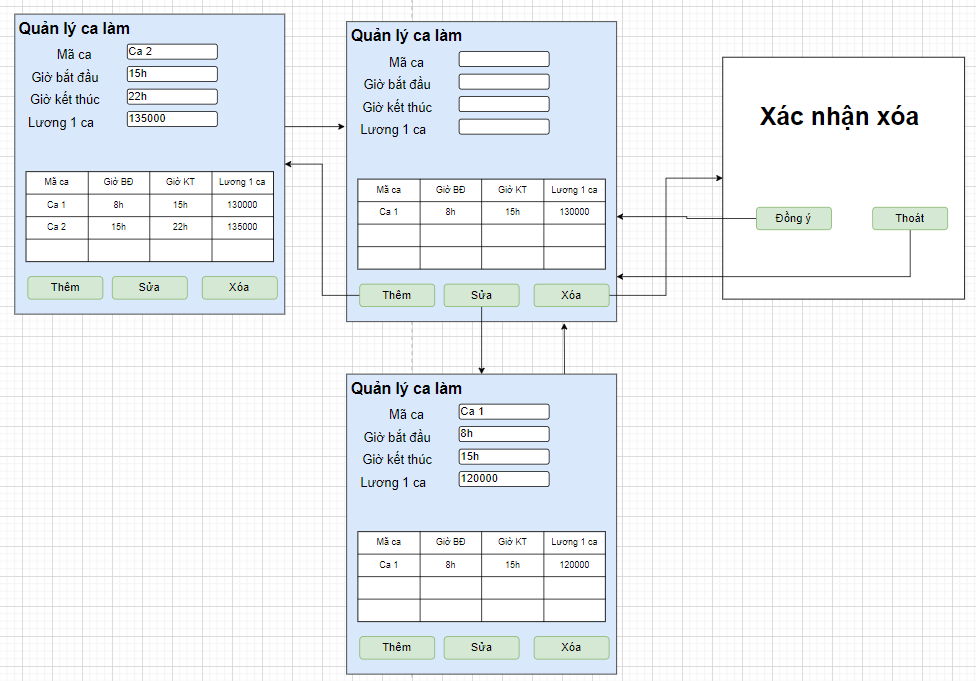 Quản lý ca làm
Mã ca
Ca 2
Giờ bắt đầu
15h
Giờ kết thúc
22h
Lương 1 ca
135000
Mã ca Giờ BĐ Giờ KT Lương 1 ca
Ca 1 8h 15h 130000
Ca 2 15h 22h 135000
Thêm Sửa Xóa
Quản lý ca làm
Mã ca
Giờ bắt đầu
Giờ kết thúc
Lương 1 ca
Mã ca Giờ BĐ Giờ KT Lương 1 ca
Ca 1 8h 15h 130000
Thêm Sửa Xóa
Xác nhận xóa
Đồng ý Thoát
Quản lý ca làm
Mã ca
Ca 1
Giờ bắt đầu
8h
Giờ kết thúc
15h
Lương 1 ca
120000
Mã ca Giờ BĐ Giờ KT Lương 1 ca
Ca 1 8h 15h 120000
Thêm Sửa Xóa